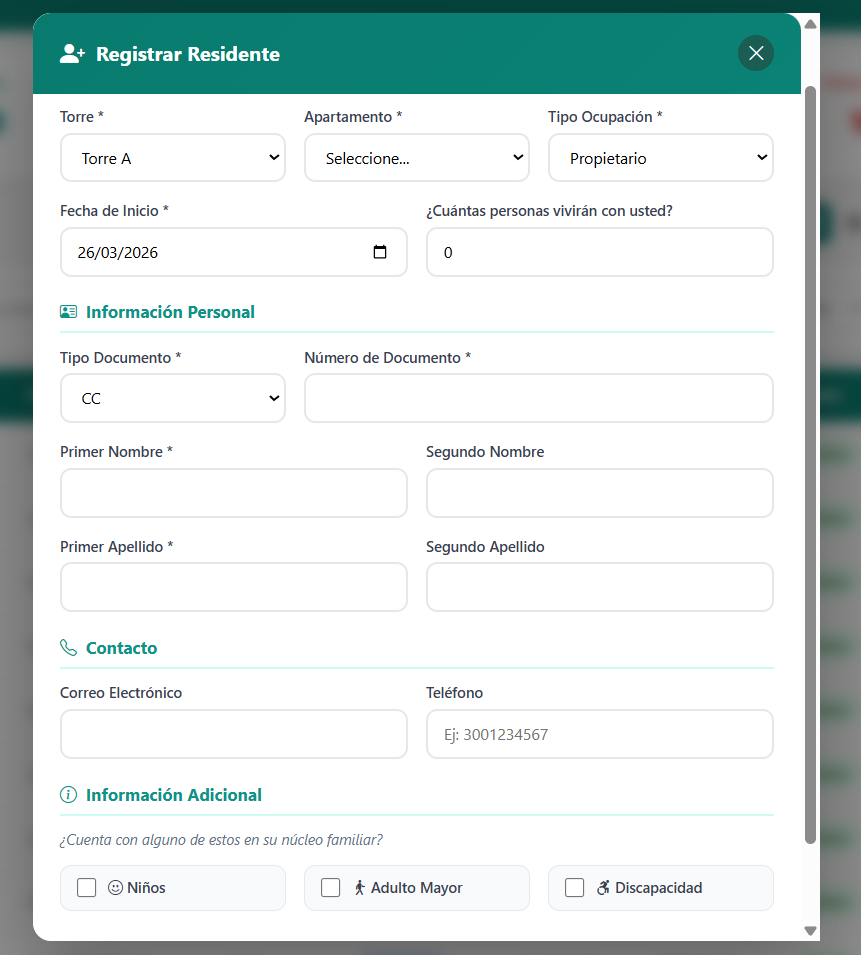 Registrar Residente
Torre * Apartamento * Tipo Ocupación *
Torre A Seleccione... Propietario
Fecha de Inicio * ¿Cuántas personas vivirán con usted?
26/03/2026 0
Información Personal
Tipo Documento * Número de Documento *
CC
Primer Nombre * Segundo Nombre
Primer Apellido * Segundo Apellido
Contacto
Correo Electrónico Teléfono
Ej: 3001234567
Información Adicional
¿Cuenta con alguno de estos en su núcleo familiar?
Niños Adulto Mayor Discapacidad